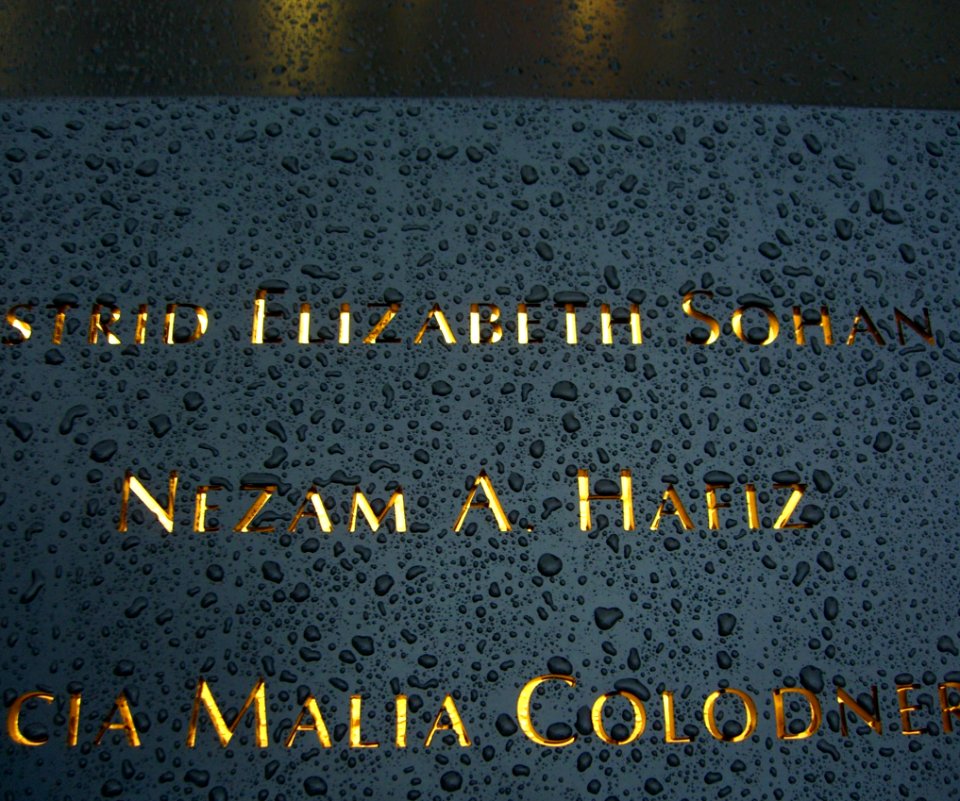 STRID ELIZABETH SOHAN
NEZAM A. HAFIZ
CIA MALIA COLODNER